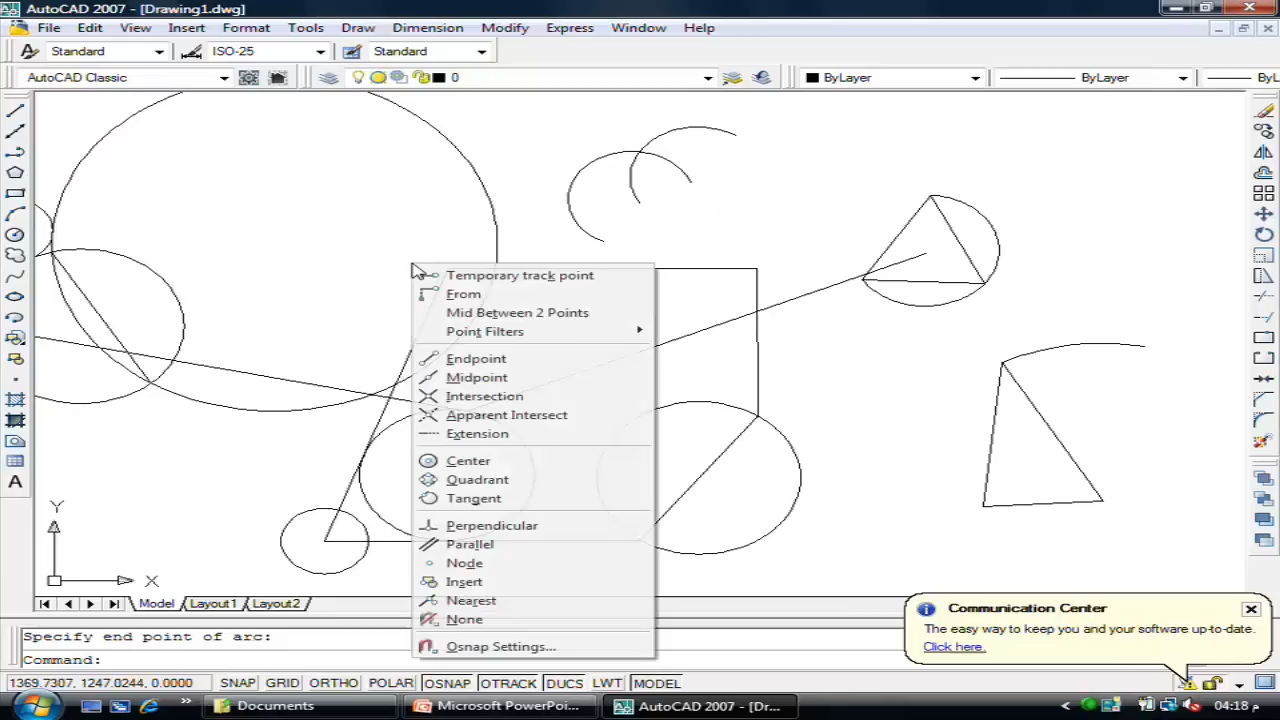 AutoCAD 2007 - [Drawing1.dwg]
File Edit View Insert Format Tools Draw Dimension Modify Express Window Help
Standard ISO-25 Standard
AutoCAD Classic 0 ByLayer ByLayer ByL
Temporary track point
From
Mid Between 2 Points
Point Filters
Endpoint
Midpoint
Intersection
Apparent Intersect
Extension
Center
Quadrant
Tangent
Perpendicular
Parallel
Node
Insert
Nearest
None
Osnap Settings...
A
Y
X
Model Layout1 Layout2
Specify end point of arc:
Command:
Communication Center
The easy way to keep you and your software up-to-date.
Click here.
1369.7307, 1247.0244, 0.0000 SNAP GRID ORTHO POLAR OSNAP OTRACK DUCS LWT MODEL
Documents Microsoft PowerPoi... AutoCAD 2007 - [Dr... 04:18 م